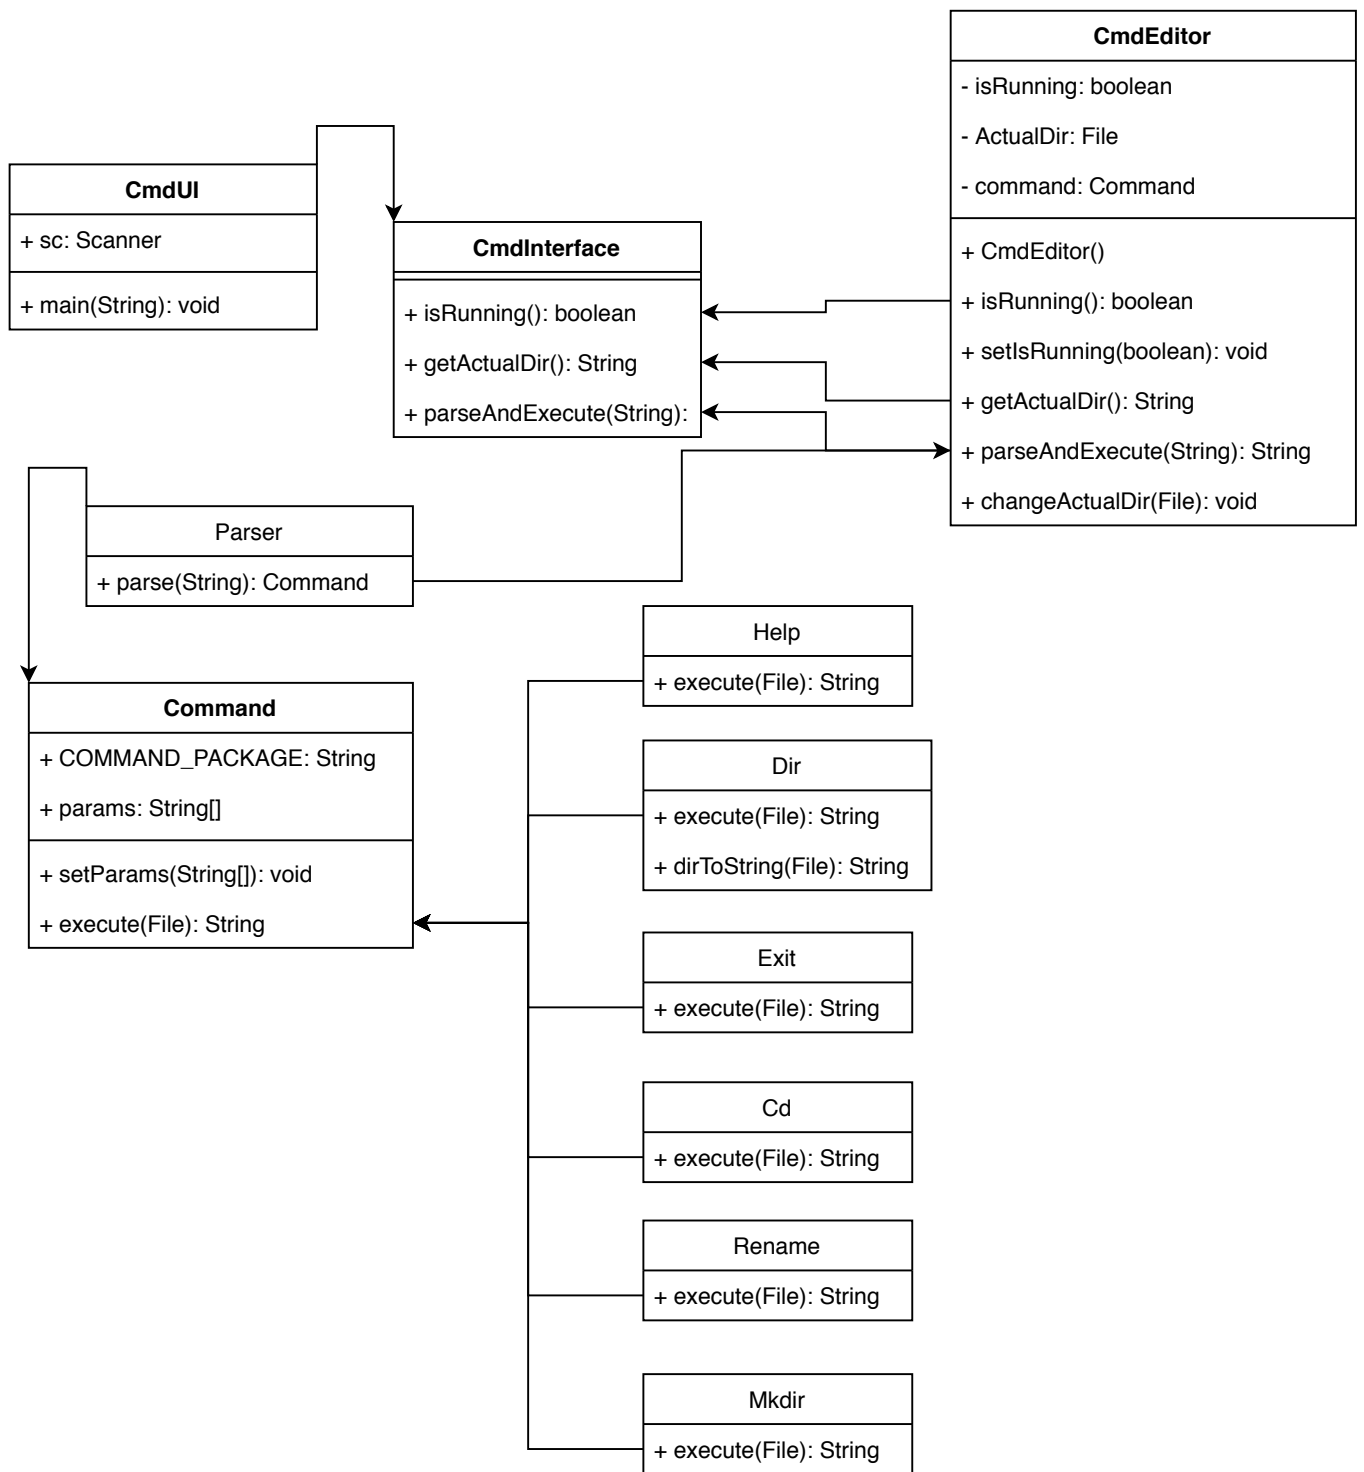 CmdEditor
- isRunning: boolean
- ActualDir: File
- command: Command
+ CmdEditor()
+ isRunning(): boolean
+ setIsRunning(boolean): void
+ getActualDir(): String
+ parseAndExecute(String): String
+ changeActualDir(File): void
CmdUI
+ sc: Scanner
+ main(String): void
CmdInterface
+ isRunning(): boolean
+ getActualDir(): String
+ parseAndExecute(String):
Parser
+ parse(String): Command
Command
+ COMMAND_PACKAGE: String
+ params: String[]
+ setParams(String[]): void
+ execute(File): String
Help
+ execute(File): String
Dir
+ execute(File): String
+ dirToString(File): String
Exit
+ execute(File): String
Cd
+ execute(File): String
Rename
+ execute(File): String
Mkdir
+ execute(File): String